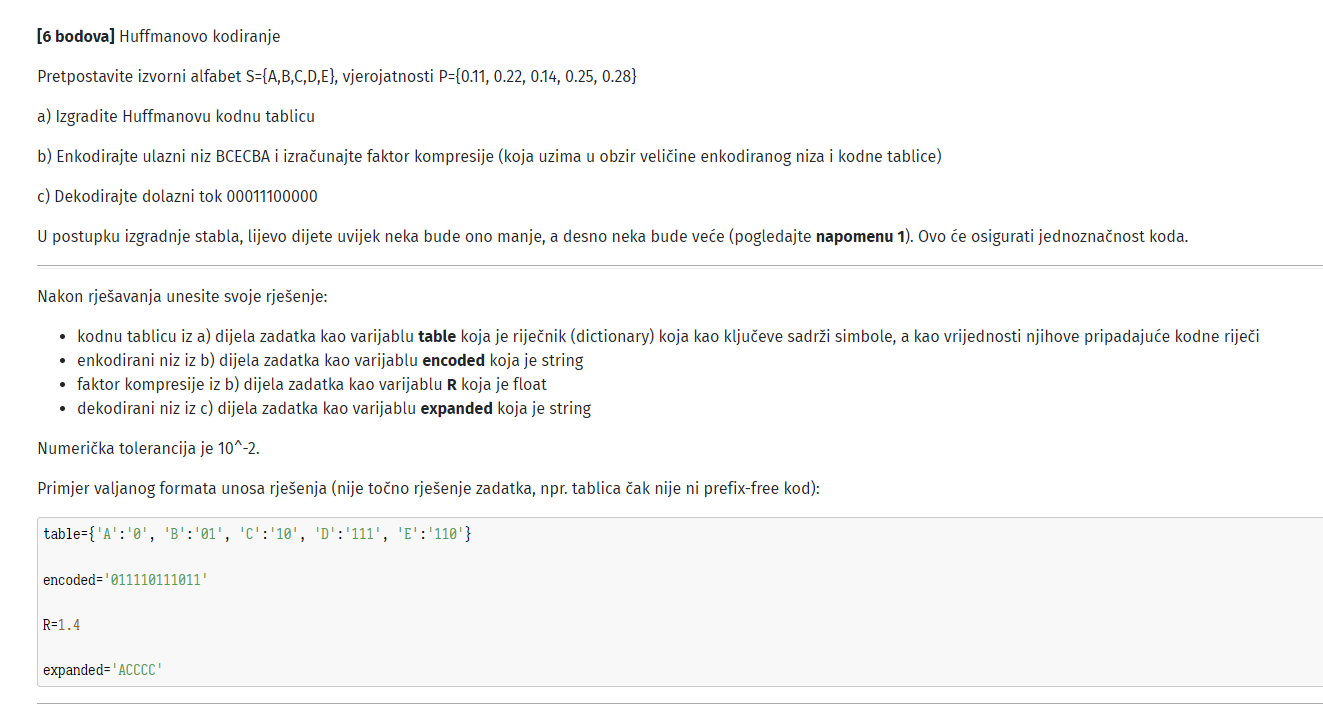 [6 bodova] Huffmanovo kodiranje
Pretpostavite izvorni alfabet S={A,B,C,D,E}, vjerojatnosti P={0.11, 0.22, 0.14, 0.25, 0.28}
a) Izgradite Huffmanovu kodnu tablicu
b) Enkodirajte ulazni niz BCECBA i izračunajte faktor kompresije (koja uzima u obzir veličine enkodiranog niza i kodne tablice)
c) Dekodirajte dolazni tok 00011100000
U postupku izgradnje stabla, lijevo dijete uvijek neka bude ono manje, a desno neka bude veće (pogledajte napomenu 1). Ovo će osigurati jednoznačnost koda.
Nakon rješavanja unesite svoje rješenje:
• kodnu tablicu iz a) dijela zadatka kao varijablu table koja je riječnik (dictionary) koja kao ključeve sadrži simbole, a kao vrijednosti njihove pripadajuće kodne riječi
• enkodirani niz iz b) dijela zadatka kao varijablu encoded koja je string
• faktor kompresije iz b) dijela zadatka kao varijablu R koja je float
• dekodirani niz iz c) dijela zadatka kao varijablu expanded koja je string
Numerička tolerancija je 10^-2.
Primjer valjanog formata unosa rješenja (nije točno rješenje zadatka, npr. tablica čak nije ni prefix-free kod):
table={'A':'0', 'B':'01', 'C':'10', 'D':'111', 'E':'110'}
encoded='011110111011'
R=1.4
expanded='ACCCC'